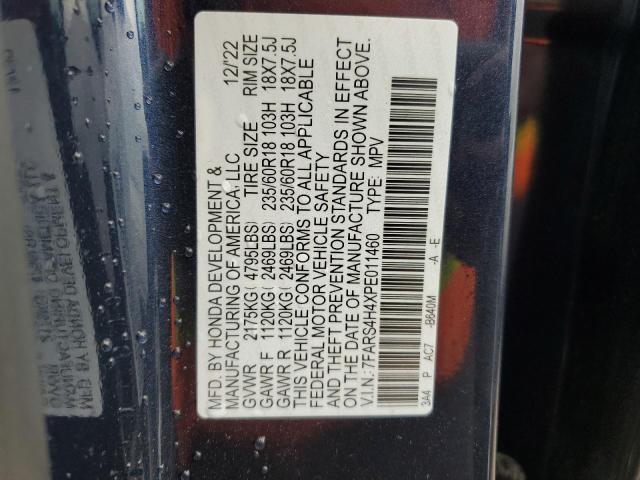 MFD. BY HONDA DEVELOPMENT & 12/'22
MANUFACTURING OF AMERICA, LLC
GVWR 2175KG( 4795LBS) TIRE SIZE RIM SIZE
GAWR F 1120KG( 2469LBS) 235/60R18 103H 18X7.5J
GAWR R 1120KG( 2469LBS) 235/60R18 103H 18X7.5J
THIS VEHICLE CONFORMS TO ALL APPLICABLE
FEDERAL MOTOR VEHICLE SAFETY
AND THEFT PREVENTION STANDARDS IN EFFECT
ON THE DATE OF MANUFACTURE SHOWN ABOVE.
V.I.N.: 7FARS4H4XPE011460 TYPE: MPV
3A4 P AC7 -B640M -A -E